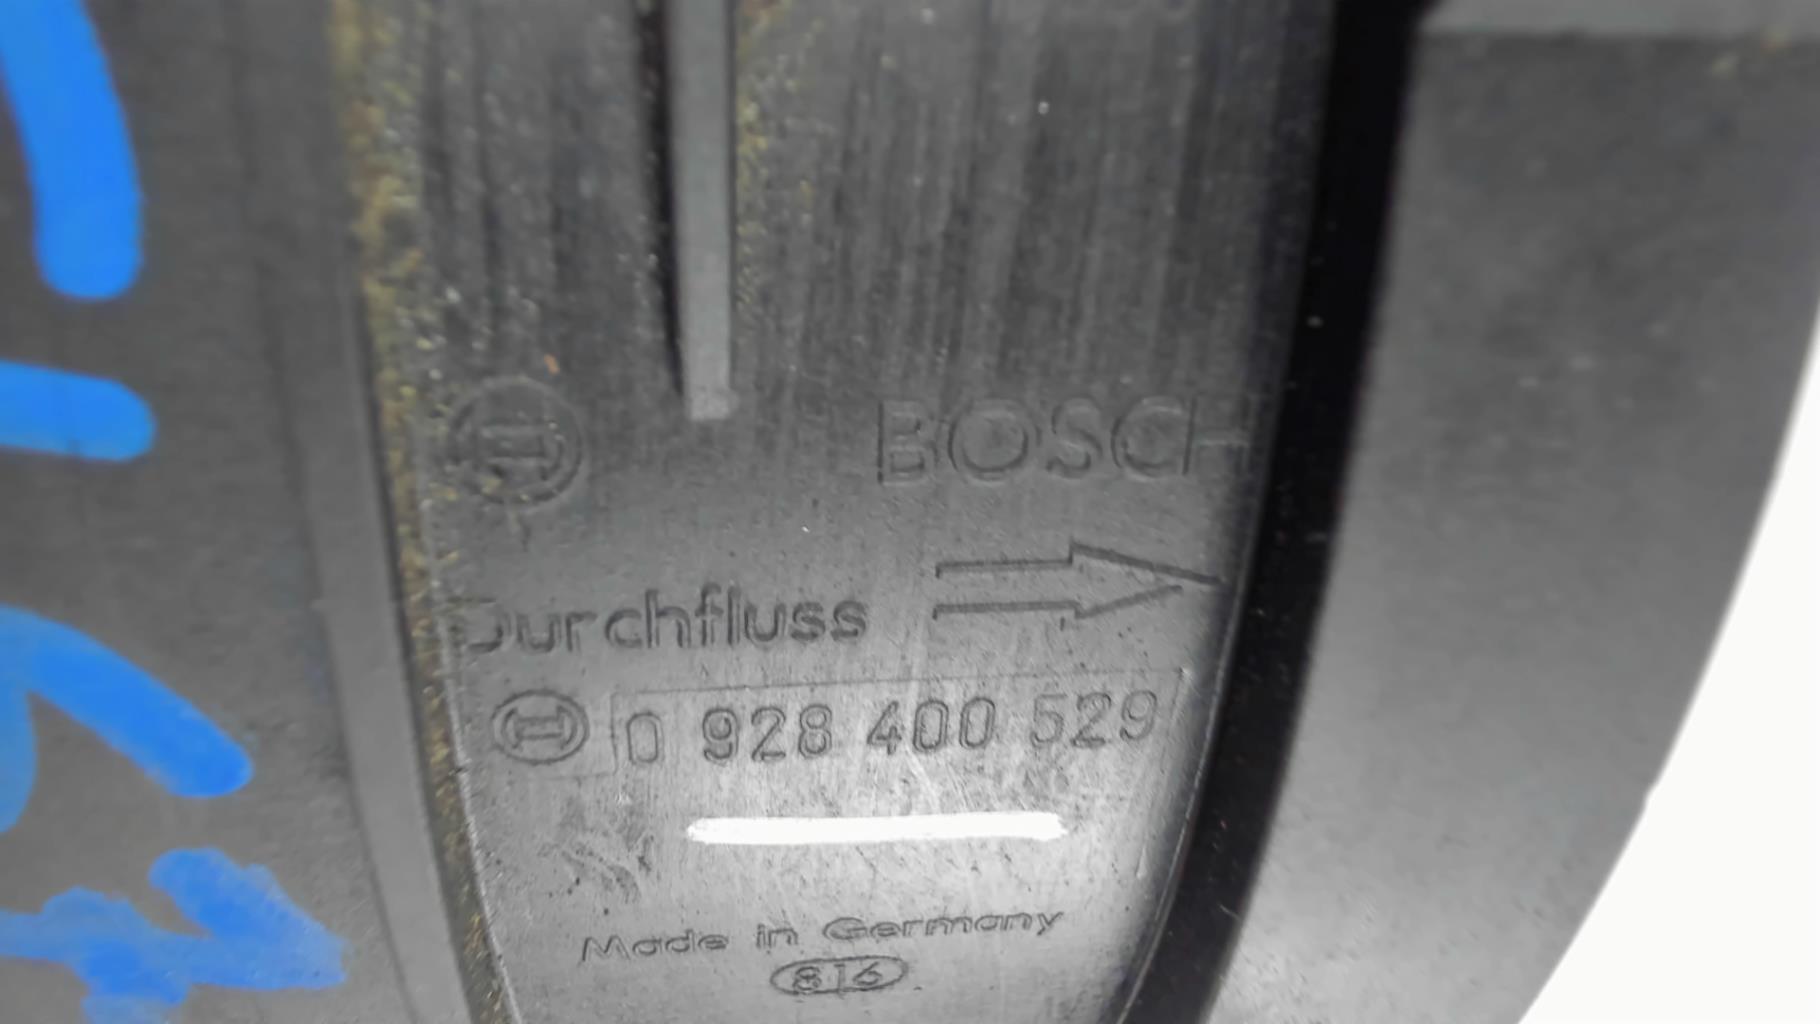 BOSCH
Durchfluss
0 928 400 529
Made in Germany
816